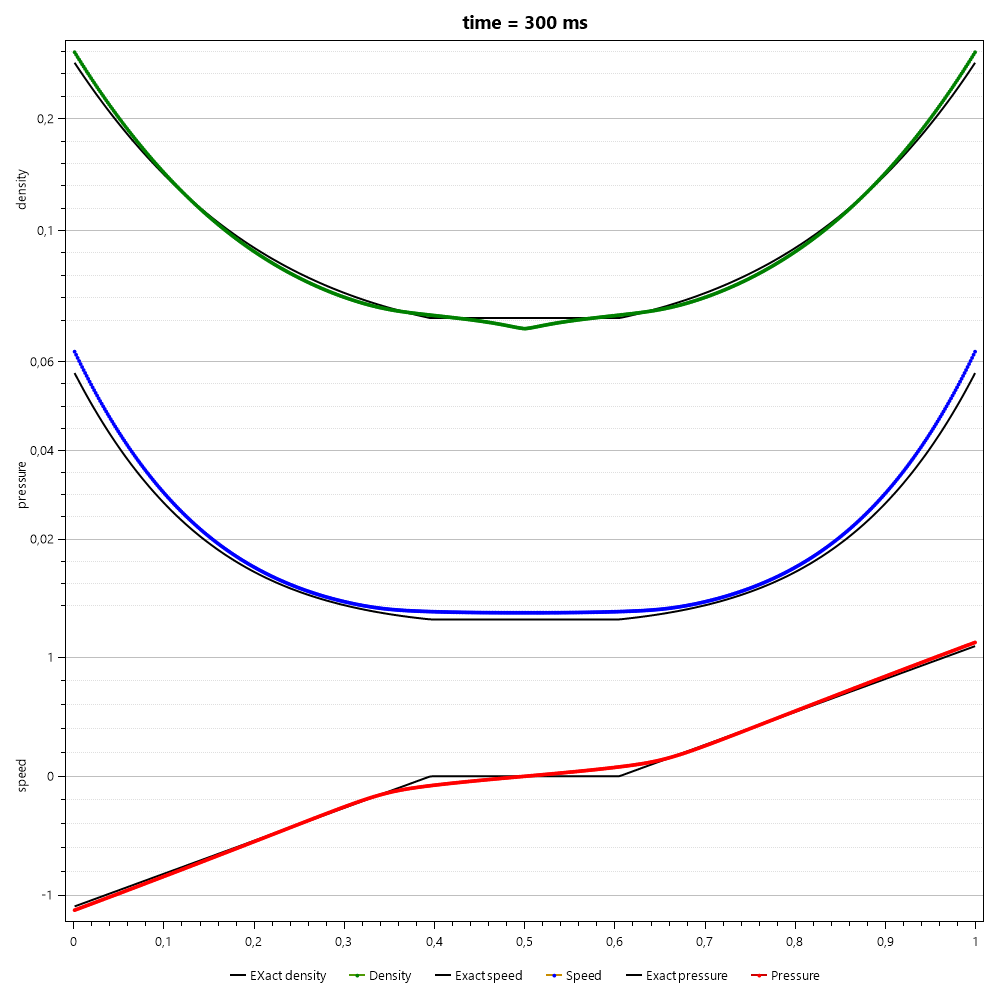 time = 300 ms
density
0,2
0,1
pressure
0,06
0,04
0,02
speed
1
0
-1
0 0,1 0,2 0,3 0,4 0,5 0,6 0,7 0,8 0,9 1
EXact density Density Exact speed Speed Exact pressure Pressure